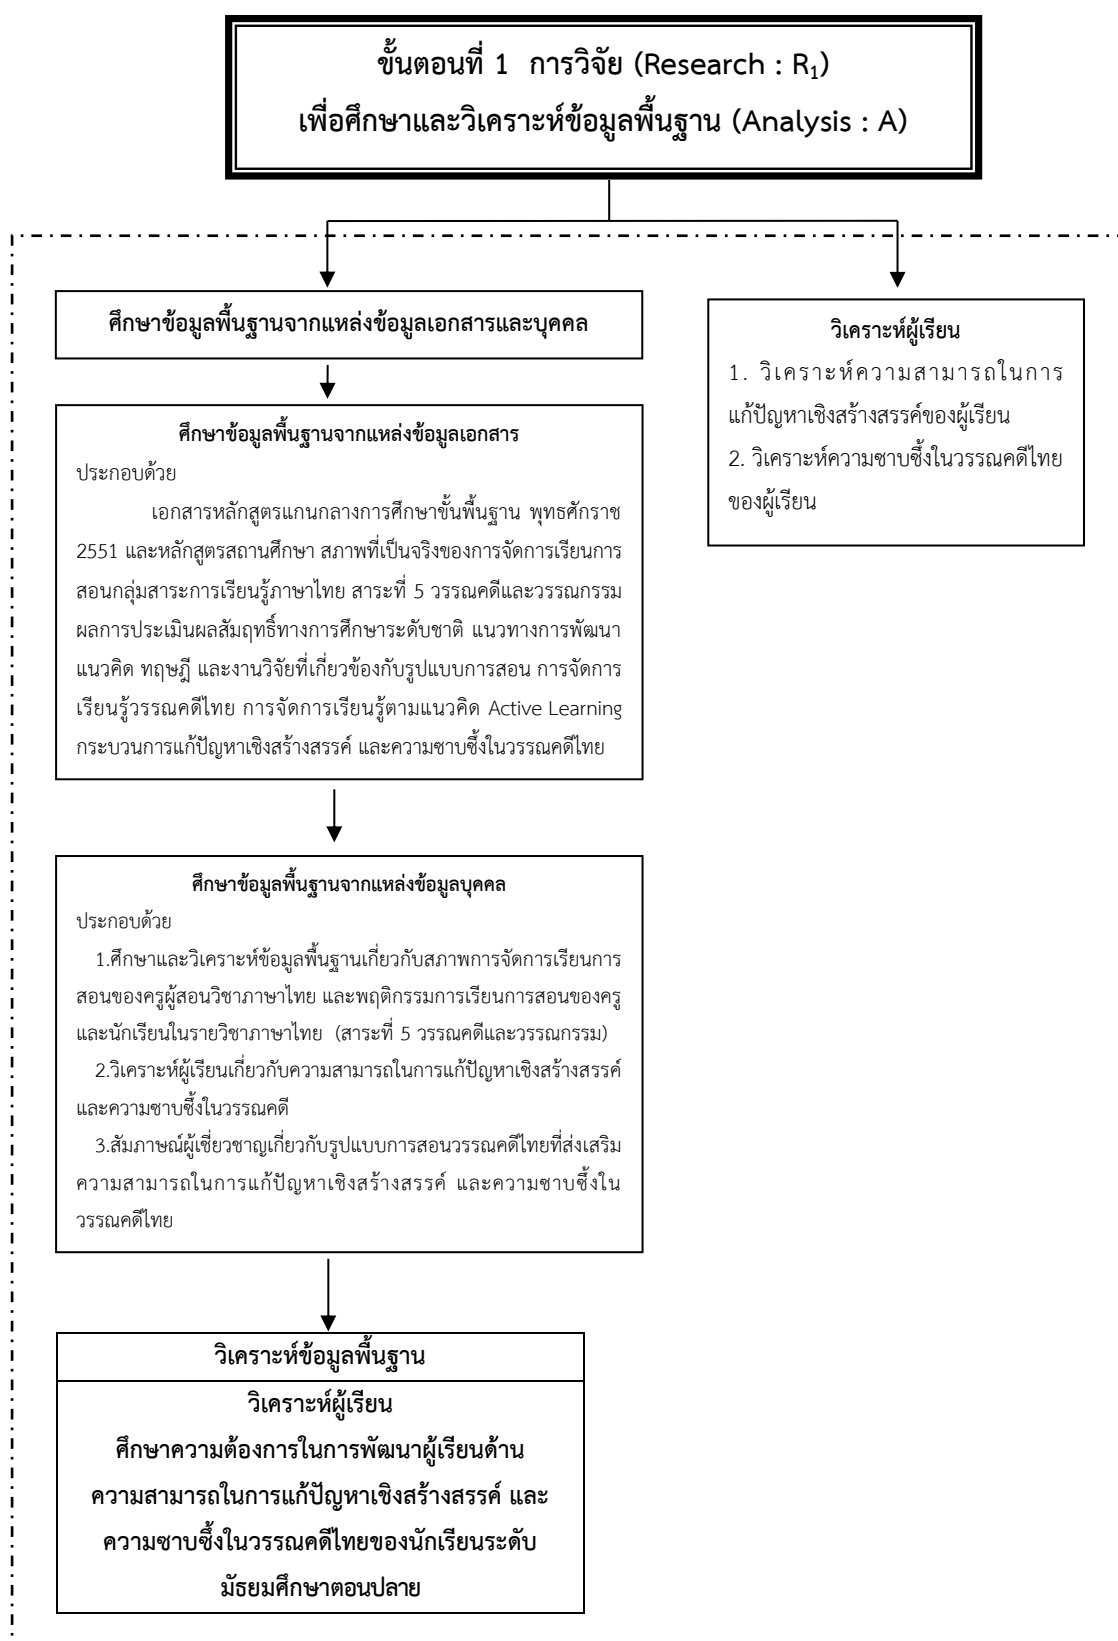 ขั้นตอนที่ 1 การวิจัย (Research : R₁)
เพื่อศึกษาและวิเคราะห์ข้อมูลพื้นฐาน (Analysis : A)
ศึกษาข้อมูลพื้นฐานจากแหล่งข้อมูลเอกสารและบุคคล
ศึกษาข้อมูลพื้นฐานจากแหล่งข้อมูลเอกสาร
ประกอบด้วย
เอกสารหลักสูตรแกนกลางการศึกษาขั้นพื้นฐาน พุทธศักราช
2551 และหลักสูตรสถานศึกษา สภาพที่เป็นจริงของการจัดการเรียนการ
สอนกลุ่มสาระการเรียนรู้ภาษาไทย สาระที่ 5 วรรณคดีและวรรณกรรม
ผลการประเมินผลสัมฤทธิ์ทางการศึกษาระดับชาติ แนวทางการพัฒนา
แนวคิด ทฤษฎี และงานวิจัยที่เกี่ยวข้องกับรูปแบบการสอน การจัดการ
เรียนรู้วรรณคดีไทย การจัดการเรียนรู้ตามแนวคิด Active Learning
กระบวนการแก้ปัญหาเชิงสร้างสรรค์ และความซาบซึ้งในวรรณคดีไทย
ศึกษาข้อมูลพื้นฐานจากแหล่งข้อมูลบุคคล
ประกอบด้วย
1.ศึกษาและวิเคราะห์ข้อมูลพื้นฐานเกี่ยวกับสภาพการจัดการเรียนการ
สอนของครูผู้สอนวิชาภาษาไทย และพฤติกรรมการเรียนการสอนของครู
และนักเรียนในรายวิชาภาษาไทย (สาระที่ 5 วรรณคดีและวรรณกรรม)
2.วิเคราะห์ผู้เรียนเกี่ยวกับความสามารถในการแก้ปัญหาเชิงสร้างสรรค์
และความซาบซึ้งในวรรณคดี
3.สัมภาษณ์ผู้เชี่ยวชาญเกี่ยวกับรูปแบบการสอนวรรณคดีไทยที่ส่งเสริม
ความสามารถในการแก้ปัญหาเชิงสร้างสรรค์ และความซาบซึ้งใน
วรรณคดีไทย
วิเคราะห์ข้อมูลพื้นฐาน
วิเคราะห์ผู้เรียน
ศึกษาความต้องการในการพัฒนาผู้เรียนด้าน
ความสามารถในการแก้ปัญหาเชิงสร้างสรรค์ และ
ความซาบซึ้งในวรรณคดีไทยของนักเรียนระดับ
มัธยมศึกษาตอนปลาย
วิเคราะห์ผู้เรียน
1. วิเคราะห์ความสามารถในการ
แก้ปัญหาเชิงสร้างสรรค์ของผู้เรียน
2. วิเคราะห์ความซาบซึ้งในวรรณคดีไทย
ของผู้เรียน